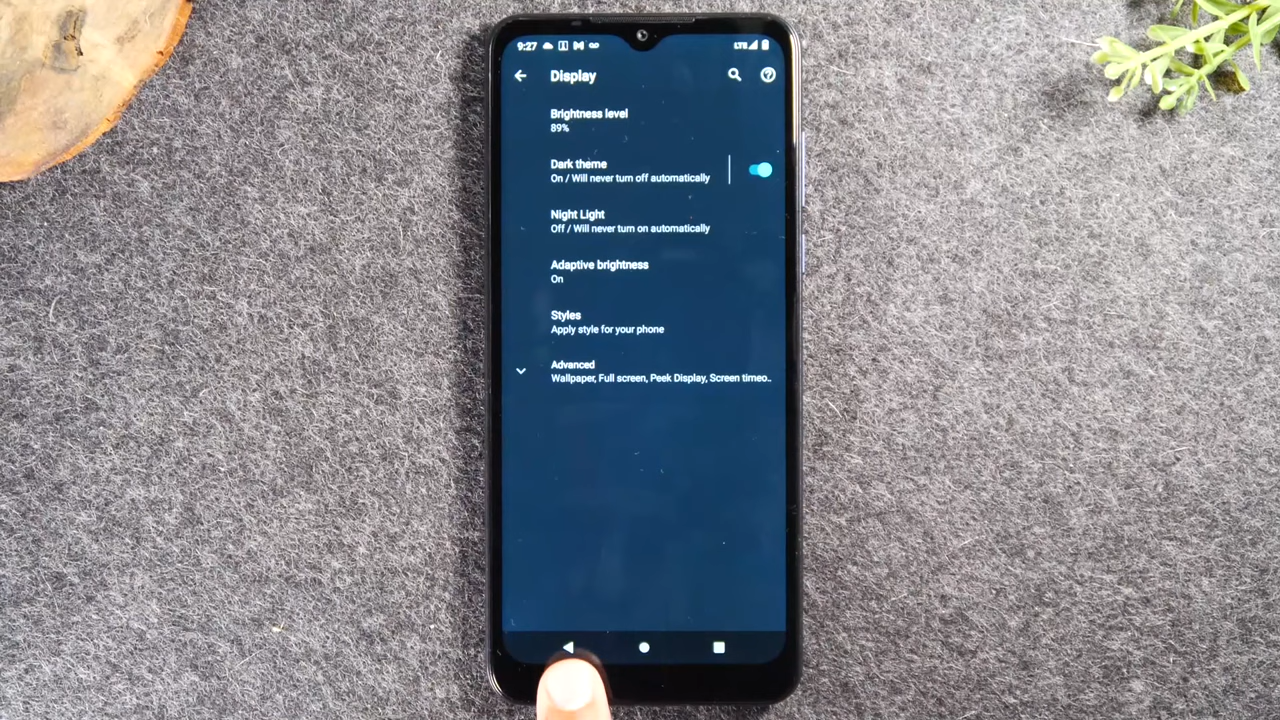 9:27
LTE
Display
Brightness level
89%
Dark theme
On / Will never turn off automatically
Night Light
Off / Will never turn on automatically
Adaptive brightness
On
Styles
Apply style for your phone
Advanced
Wallpaper, Full screen, Peek Display, Screen timeo..